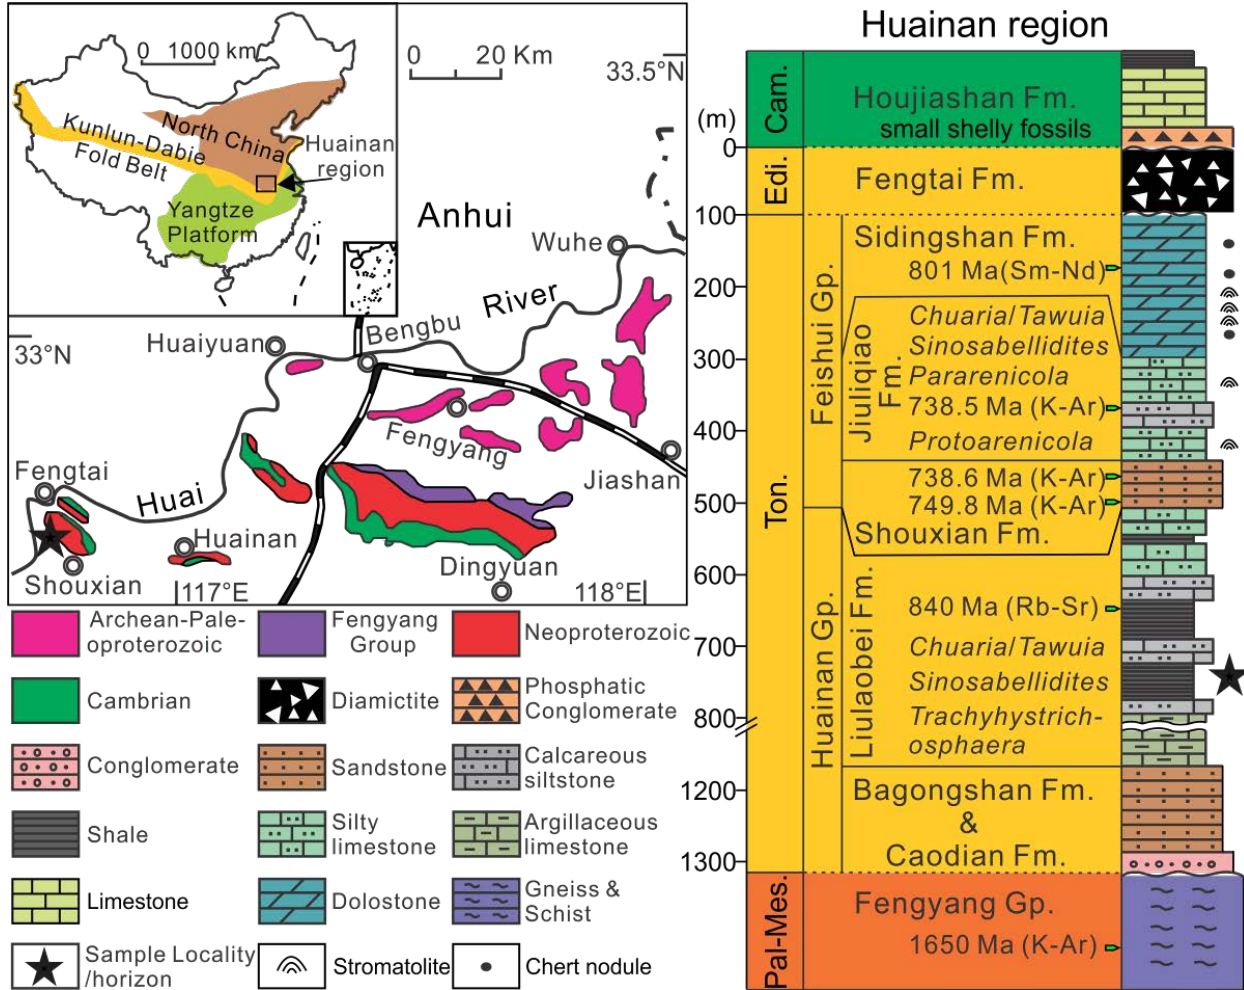 0 1000 km
North China
Kunlun-Dabie
Fold Belt
Huainan
region
Yangtze
Platform
0 20 Km
33.5°N
Anhui
Wuhe
River
Bengbu
Huaiyuan
33°N
Fengyang
Jiashan
Fengtai
Huai
Huainan
Shouxian
Dingyuan
117°E
118°E
Archean-Pale-
oproterozoic
Fengyang
Group
Neoproterozoic
Cambrian
Diamictite
Phosphatic
Conglomerate
Conglomerate
Sandstone
Calcareous
siltstone
Shale
Silty
limestone
Argillaceous
limestone
Limestone
Dolostone
Gneiss &
Schist
Sample Locality
/horizon
Stromatolite
Chert nodule
Huainan region
(m)
0
100
200
300
400
500
600
700
800
1200
1300
Cam.
Houjiashan Fm.
small shelly fossils
Edi.
Fengtai Fm.
Ton.
Feishui Gp.
Sidingshan Fm.
801 Ma(Sm-Nd)
Jiuliqiao
Fm.
Chuaria/Tawuia
Sinosabellidites
Pararenicola
738.5 Ma (K-Ar)
Protoarenicola
738.6 Ma (K-Ar)
749.8 Ma (K-Ar)
Shouxian Fm.
Huainan Gp.
Liulaobei Fm.
840 Ma (Rb-Sr)
Chuaria/Tawuia
Sinosabellidites
Trachyhystrich-
osphaera
Bagongshan Fm.
&
Caodian Fm.
Pal-Mes.
Fengyang Gp.
1650 Ma (K-Ar)